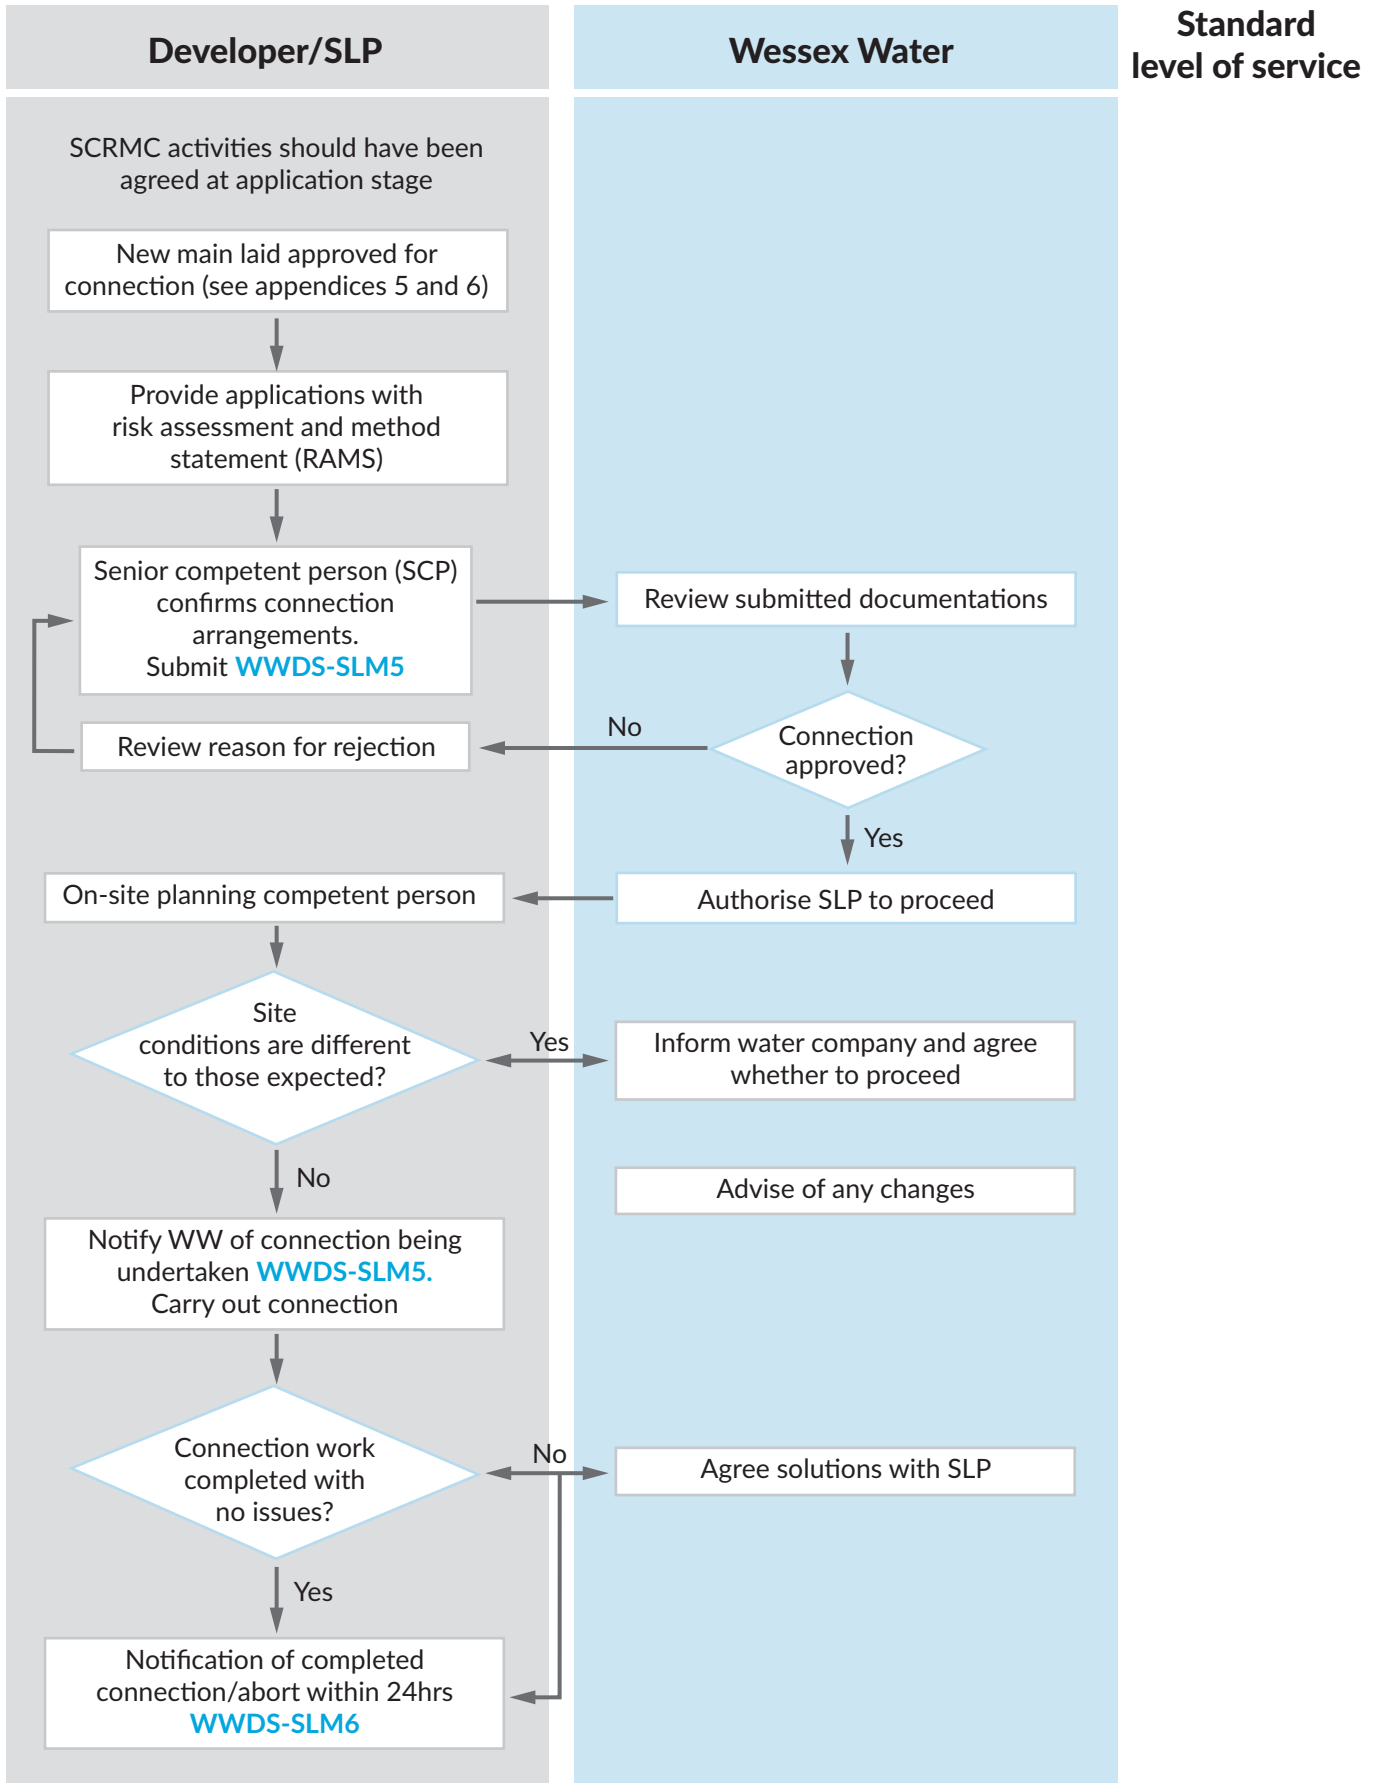 Developer/SLP
Wessex Water
Standard
level of service
SCRMC activities should have been
agreed at application stage
New main laid approved for
connection (see appendices 5 and 6)
Provide applications with
risk assessment and method
statement (RAMS)
Senior competent person (SCP)
confirms connection
arrangements.
Submit WWDS-SLM5
Review submitted documentations
Connection
approved?
No
Review reason for rejection
Yes
Authorise SLP to proceed
On-site planning competent person
Site
conditions are different
to those expected?
Yes
Inform water company and agree
whether to proceed
No
Advise of any changes
Notify WW of connection being
undertaken WWDS-SLM5.
Carry out connection
Connection work
completed with
no issues?
No
Agree solutions with SLP
Yes
Notification of completed
connection/abort within 24hrs
WWDS-SLM6